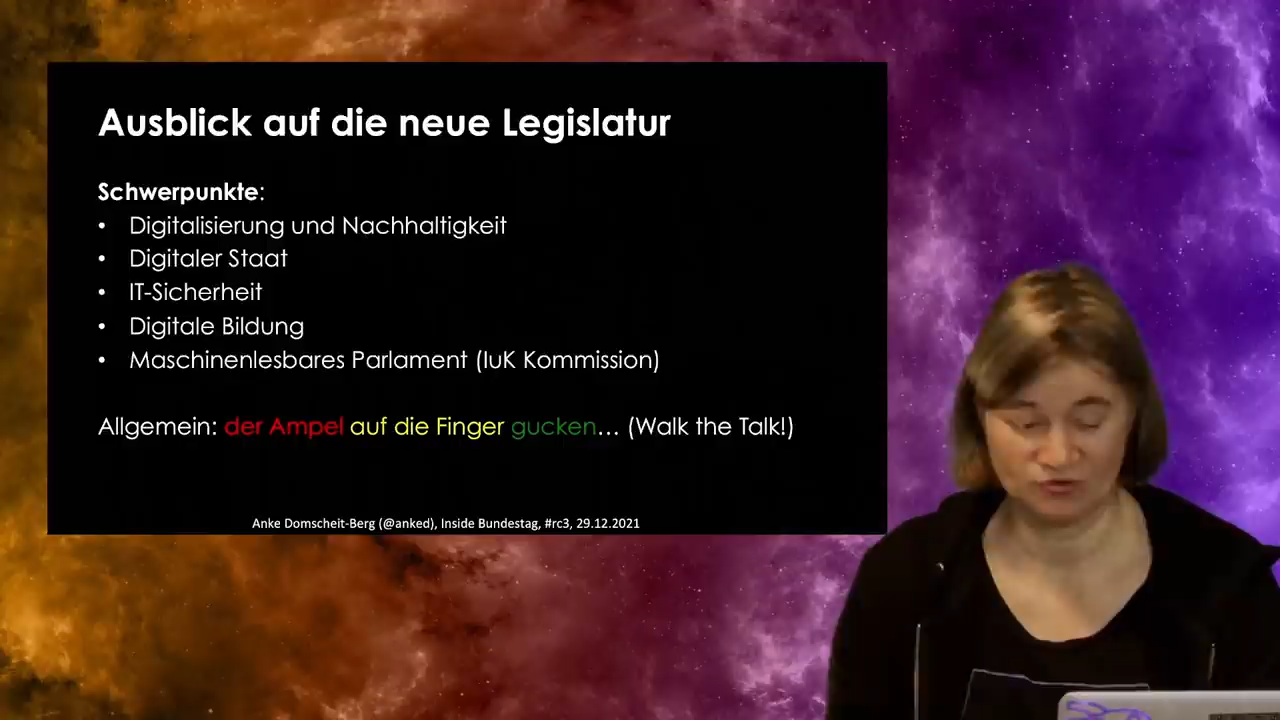 Ausblick auf die neue Legislatur
Schwerpunkte:
• Digitalisierung und Nachhaltigkeit
• Digitaler Staat
• IT-Sicherheit
• Digitale Bildung
• Maschinenlesbares Parlament (IuK Kommission)
Allgemein: der Ampel auf die Finger gucken… (Walk the Talk!)
Anke Domscheit-Berg (@anked), Inside Bundestag, #rc3, 29.12.2021